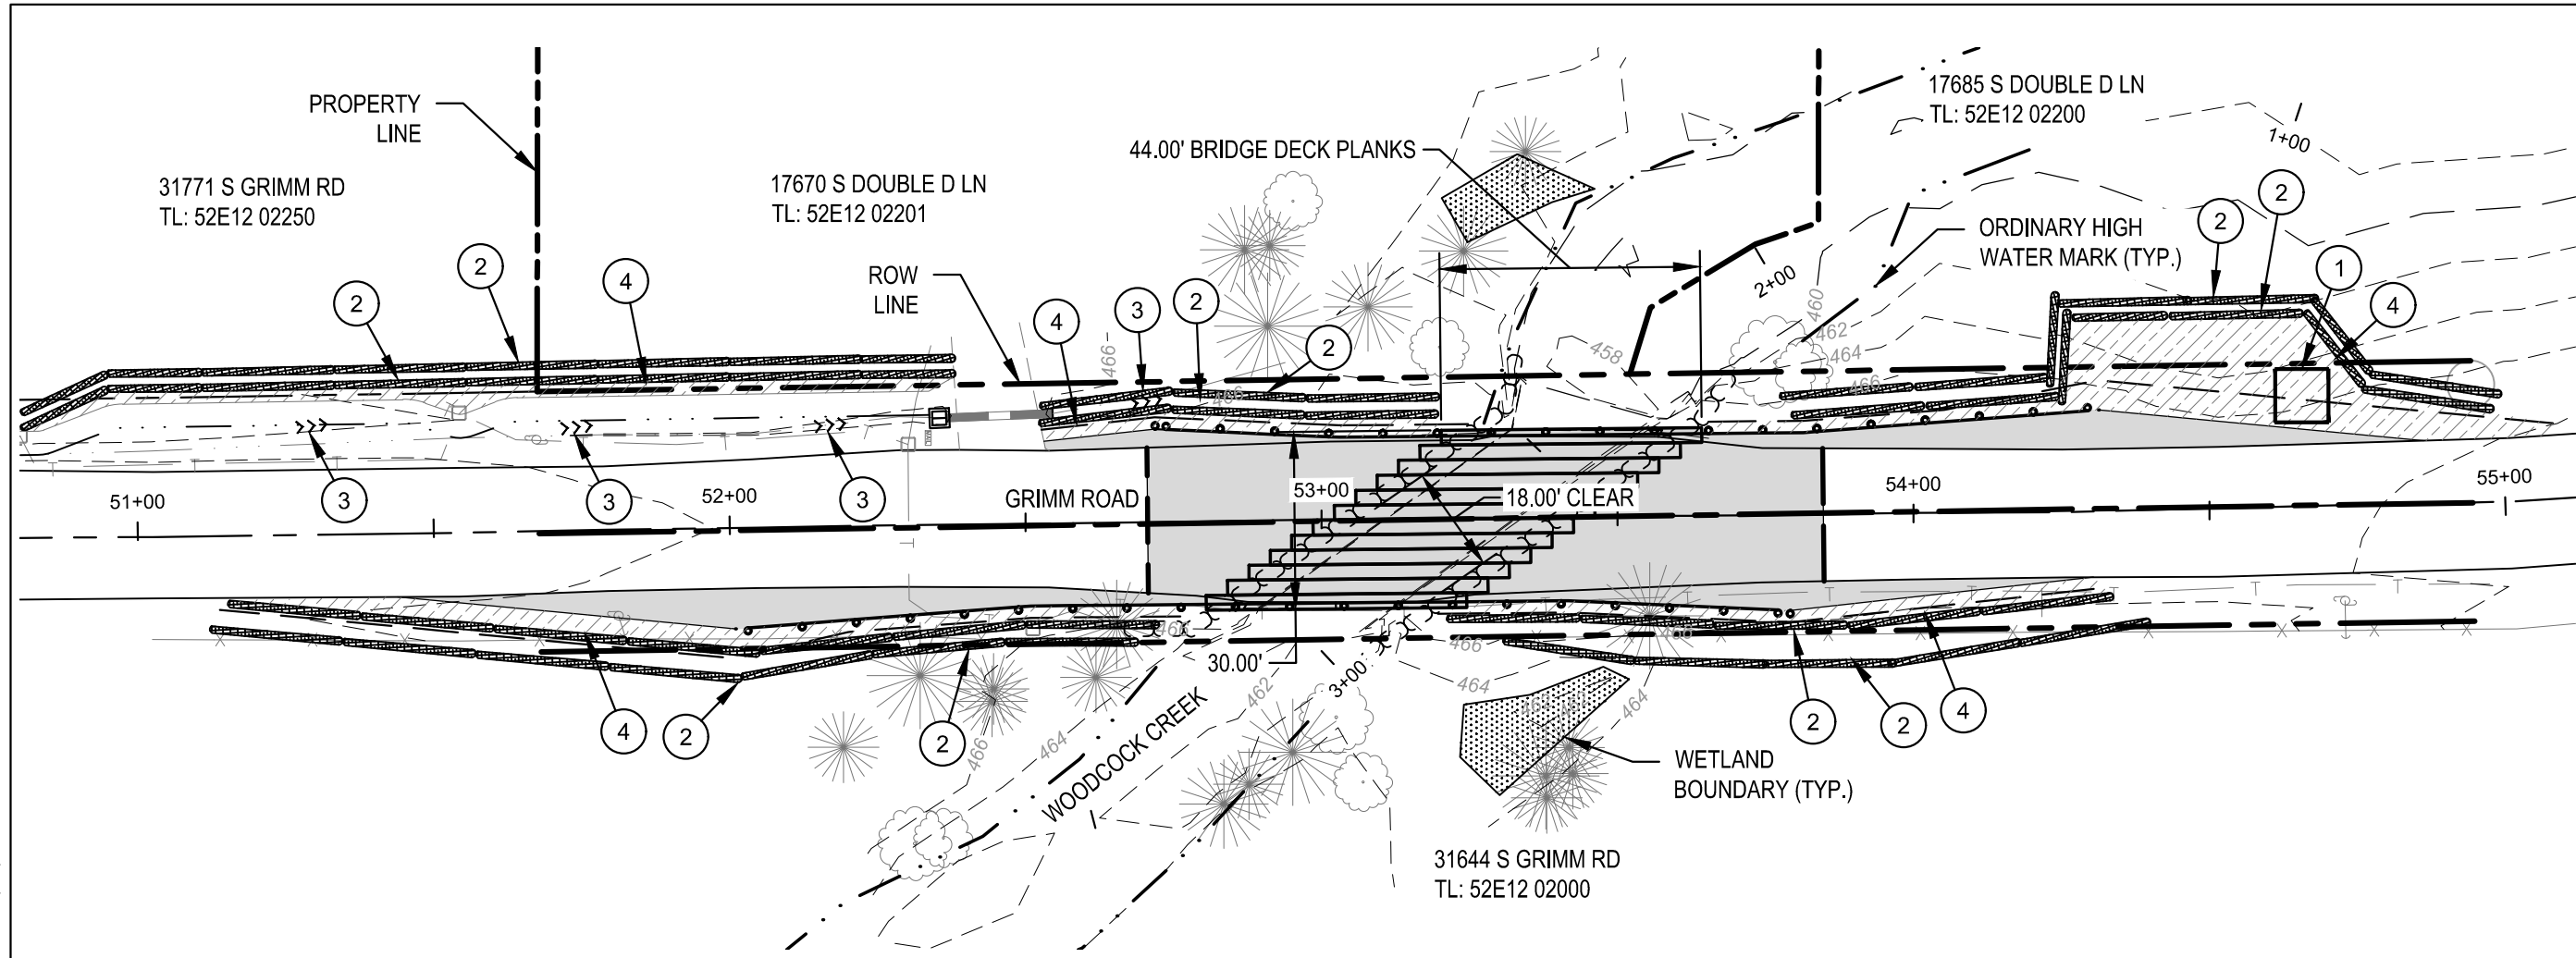 PROPERTY
LINE
31771 S GRIMM RD
TL: 52E12 02250
17670 S DOUBLE D LN
TL: 52E12 02201
ROW
LINE
44.00' BRIDGE DECK PLANKS
17685 S DOUBLE D LN
TL: 52E12 02200
1+00
ORDINARY HIGH
WATER MARK (TYP.)
2+00
460
462
464
466
458
466
466
2
2
4
4
3
2
2
2
2
1
4
3
3
3
51+00
52+00
GRIMM ROAD
53+00
18.00' CLEAR
54+00
55+00
30.00'
3+00
WOODCOCK CREEK
466
462
464
466
466
464
466
464
4
2
2
2
2
4
WETLAND
BOUNDARY (TYP.)
31644 S GRIMM RD
TL: 52E12 02000